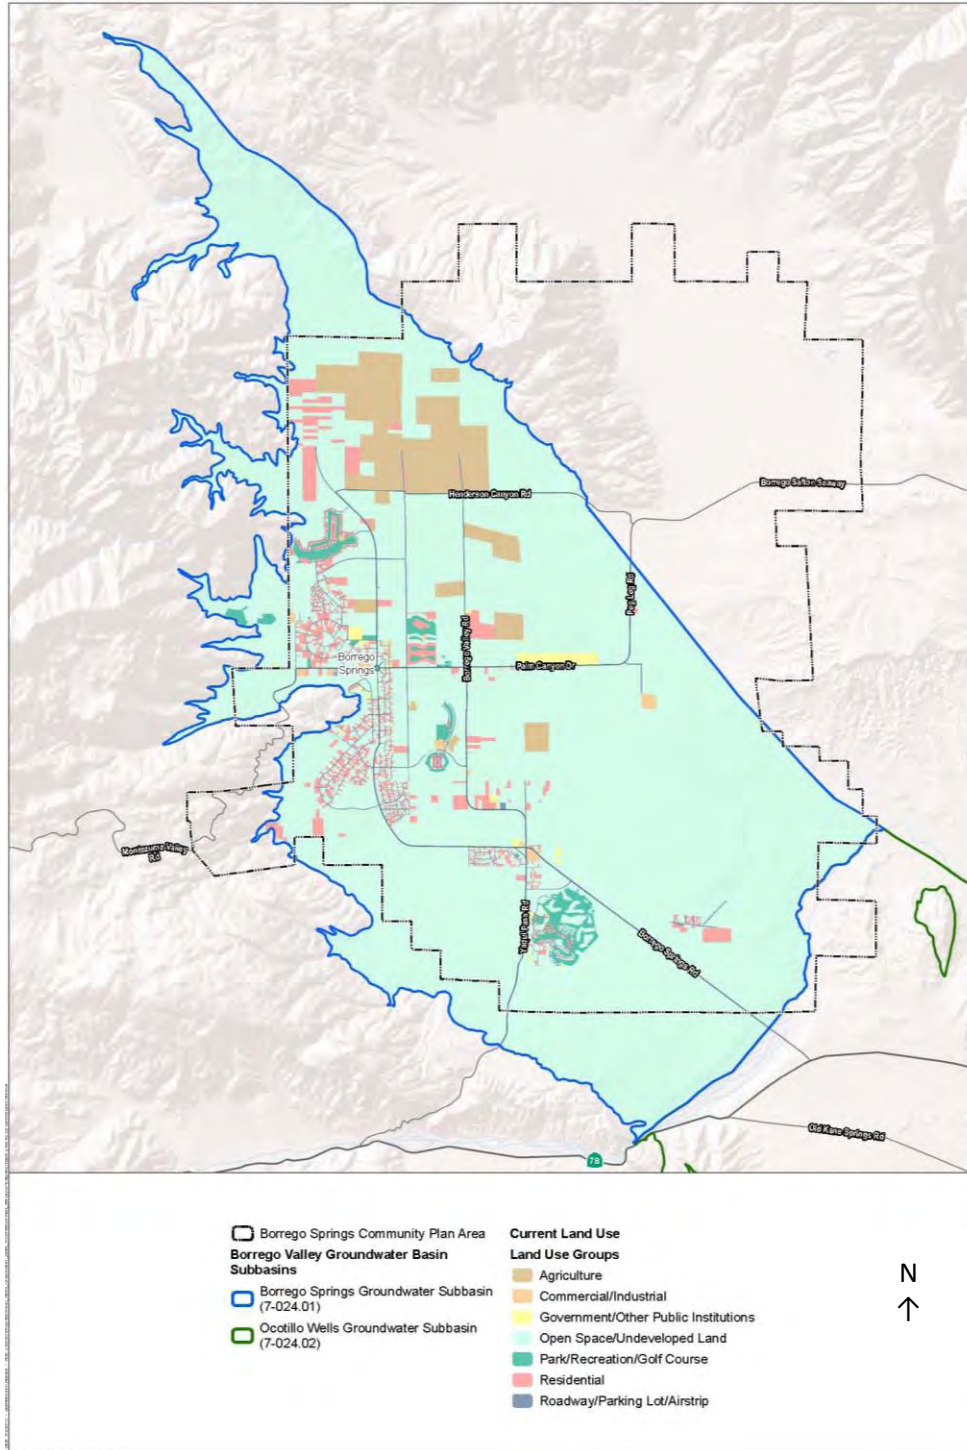 Henderson Canyon Rd
Borrego Salton Seaway
Peg Leg Rd
Borrego Valley Rd
Borrego
Springs
Palm Canyon Dr
Montezuma Valley
Rd
Yaqui Pass Rd
Borrego Springs Rd
Old Kane Springs Rd
78
Borrego Springs Community Plan Area
Borrego Valley Groundwater Basin
Subbasins
Borrego Springs Groundwater Subbasin
(7-024.01)
Ocotillo Wells Groundwater Subbasin
(7-024.02)
Current Land Use
Land Use Groups
Agriculture
Commercial/Industrial
Government/Other Public Institutions
Open Space/Undeveloped Land
Park/Recreation/Golf Course
Residential
Roadway/Parking Lot/Airstrip
N